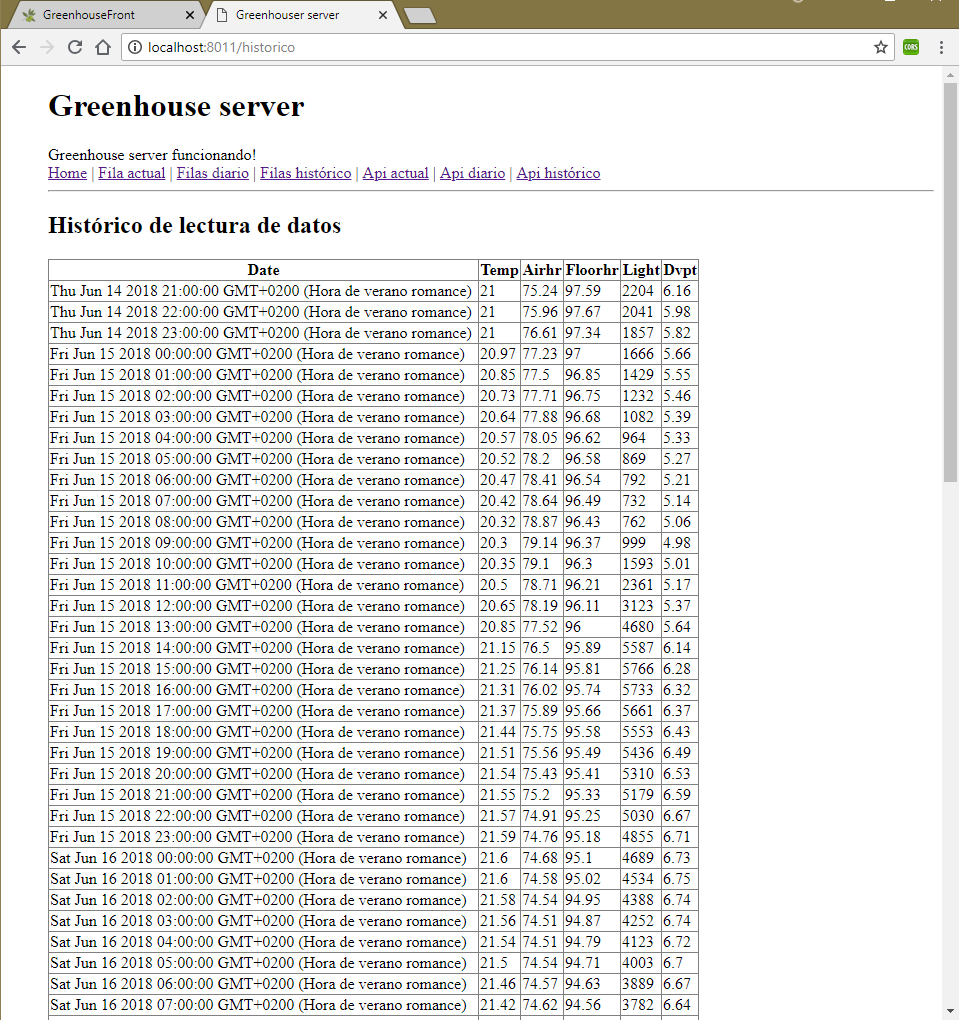 GreenhouseFront
Greenhouser server
localhost:8011/historico
CORS
Greenhouse server
Greenhouse server funcionando!
Home | Fila actual | Filas diario | Filas histórico | Api actual | Api diario | Api histórico
Histórico de lectura de datos
Date Temp Airhr Floorhr Light Dvpt
Thu Jun 14 2018 21:00:00 GMT+0200 (Hora de verano romance) 21 75.24 97.59 2204 6.16
Thu Jun 14 2018 22:00:00 GMT+0200 (Hora de verano romance) 21 75.96 97.67 2041 5.98
Thu Jun 14 2018 23:00:00 GMT+0200 (Hora de verano romance) 21 76.61 97.34 1857 5.82
Fri Jun 15 2018 00:00:00 GMT+0200 (Hora de verano romance) 20.97 77.23 97 1666 5.66
Fri Jun 15 2018 01:00:00 GMT+0200 (Hora de verano romance) 20.85 77.5 96.85 1429 5.55
Fri Jun 15 2018 02:00:00 GMT+0200 (Hora de verano romance) 20.73 77.71 96.75 1232 5.46
Fri Jun 15 2018 03:00:00 GMT+0200 (Hora de verano romance) 20.64 77.88 96.68 1082 5.39
Fri Jun 15 2018 04:00:00 GMT+0200 (Hora de verano romance) 20.57 78.05 96.62 964 5.33
Fri Jun 15 2018 05:00:00 GMT+0200 (Hora de verano romance) 20.52 78.2 96.58 869 5.27
Fri Jun 15 2018 06:00:00 GMT+0200 (Hora de verano romance) 20.47 78.41 96.54 792 5.21
Fri Jun 15 2018 07:00:00 GMT+0200 (Hora de verano romance) 20.42 78.64 96.49 732 5.14
Fri Jun 15 2018 08:00:00 GMT+0200 (Hora de verano romance) 20.32 78.87 96.43 762 5.06
Fri Jun 15 2018 09:00:00 GMT+0200 (Hora de verano romance) 20.3 79.14 96.37 999 4.98
Fri Jun 15 2018 10:00:00 GMT+0200 (Hora de verano romance) 20.35 79.1 96.3 1593 5.01
Fri Jun 15 2018 11:00:00 GMT+0200 (Hora de verano romance) 20.5 78.71 96.21 2361 5.17
Fri Jun 15 2018 12:00:00 GMT+0200 (Hora de verano romance) 20.65 78.19 96.11 3123 5.37
Fri Jun 15 2018 13:00:00 GMT+0200 (Hora de verano romance) 20.85 77.52 96 4680 5.64
Fri Jun 15 2018 14:00:00 GMT+0200 (Hora de verano romance) 21.15 76.5 95.89 5587 6.14
Fri Jun 15 2018 15:00:00 GMT+0200 (Hora de verano romance) 21.25 76.14 95.81 5766 6.28
Fri Jun 15 2018 16:00:00 GMT+0200 (Hora de verano romance) 21.31 76.02 95.74 5733 6.32
Fri Jun 15 2018 17:00:00 GMT+0200 (Hora de verano romance) 21.37 75.89 95.66 5661 6.37
Fri Jun 15 2018 18:00:00 GMT+0200 (Hora de verano romance) 21.44 75.75 95.58 5553 6.43
Fri Jun 15 2018 19:00:00 GMT+0200 (Hora de verano romance) 21.51 75.56 95.49 5436 6.49
Fri Jun 15 2018 20:00:00 GMT+0200 (Hora de verano romance) 21.54 75.43 95.41 5310 6.53
Fri Jun 15 2018 21:00:00 GMT+0200 (Hora de verano romance) 21.55 75.2 95.33 5179 6.59
Fri Jun 15 2018 22:00:00 GMT+0200 (Hora de verano romance) 21.57 74.91 95.25 5030 6.67
Fri Jun 15 2018 23:00:00 GMT+0200 (Hora de verano romance) 21.59 74.76 95.18 4855 6.71
Sat Jun 16 2018 00:00:00 GMT+0200 (Hora de verano romance) 21.6 74.68 95.1 4689 6.73
Sat Jun 16 2018 01:00:00 GMT+0200 (Hora de verano romance) 21.6 74.58 95.02 4534 6.75
Sat Jun 16 2018 02:00:00 GMT+0200 (Hora de verano romance) 21.58 74.54 94.95 4388 6.74
Sat Jun 16 2018 03:00:00 GMT+0200 (Hora de verano romance) 21.56 74.51 94.87 4252 6.74
Sat Jun 16 2018 04:00:00 GMT+0200 (Hora de verano romance) 21.54 74.51 94.79 4123 6.72
Sat Jun 16 2018 05:00:00 GMT+0200 (Hora de verano romance) 21.5 74.54 94.71 4003 6.7
Sat Jun 16 2018 06:00:00 GMT+0200 (Hora de verano romance) 21.46 74.57 94.63 3889 6.67
Sat Jun 16 2018 07:00:00 GMT+0200 (Hora de verano romance) 21.42 74.62 94.56 3782 6.64